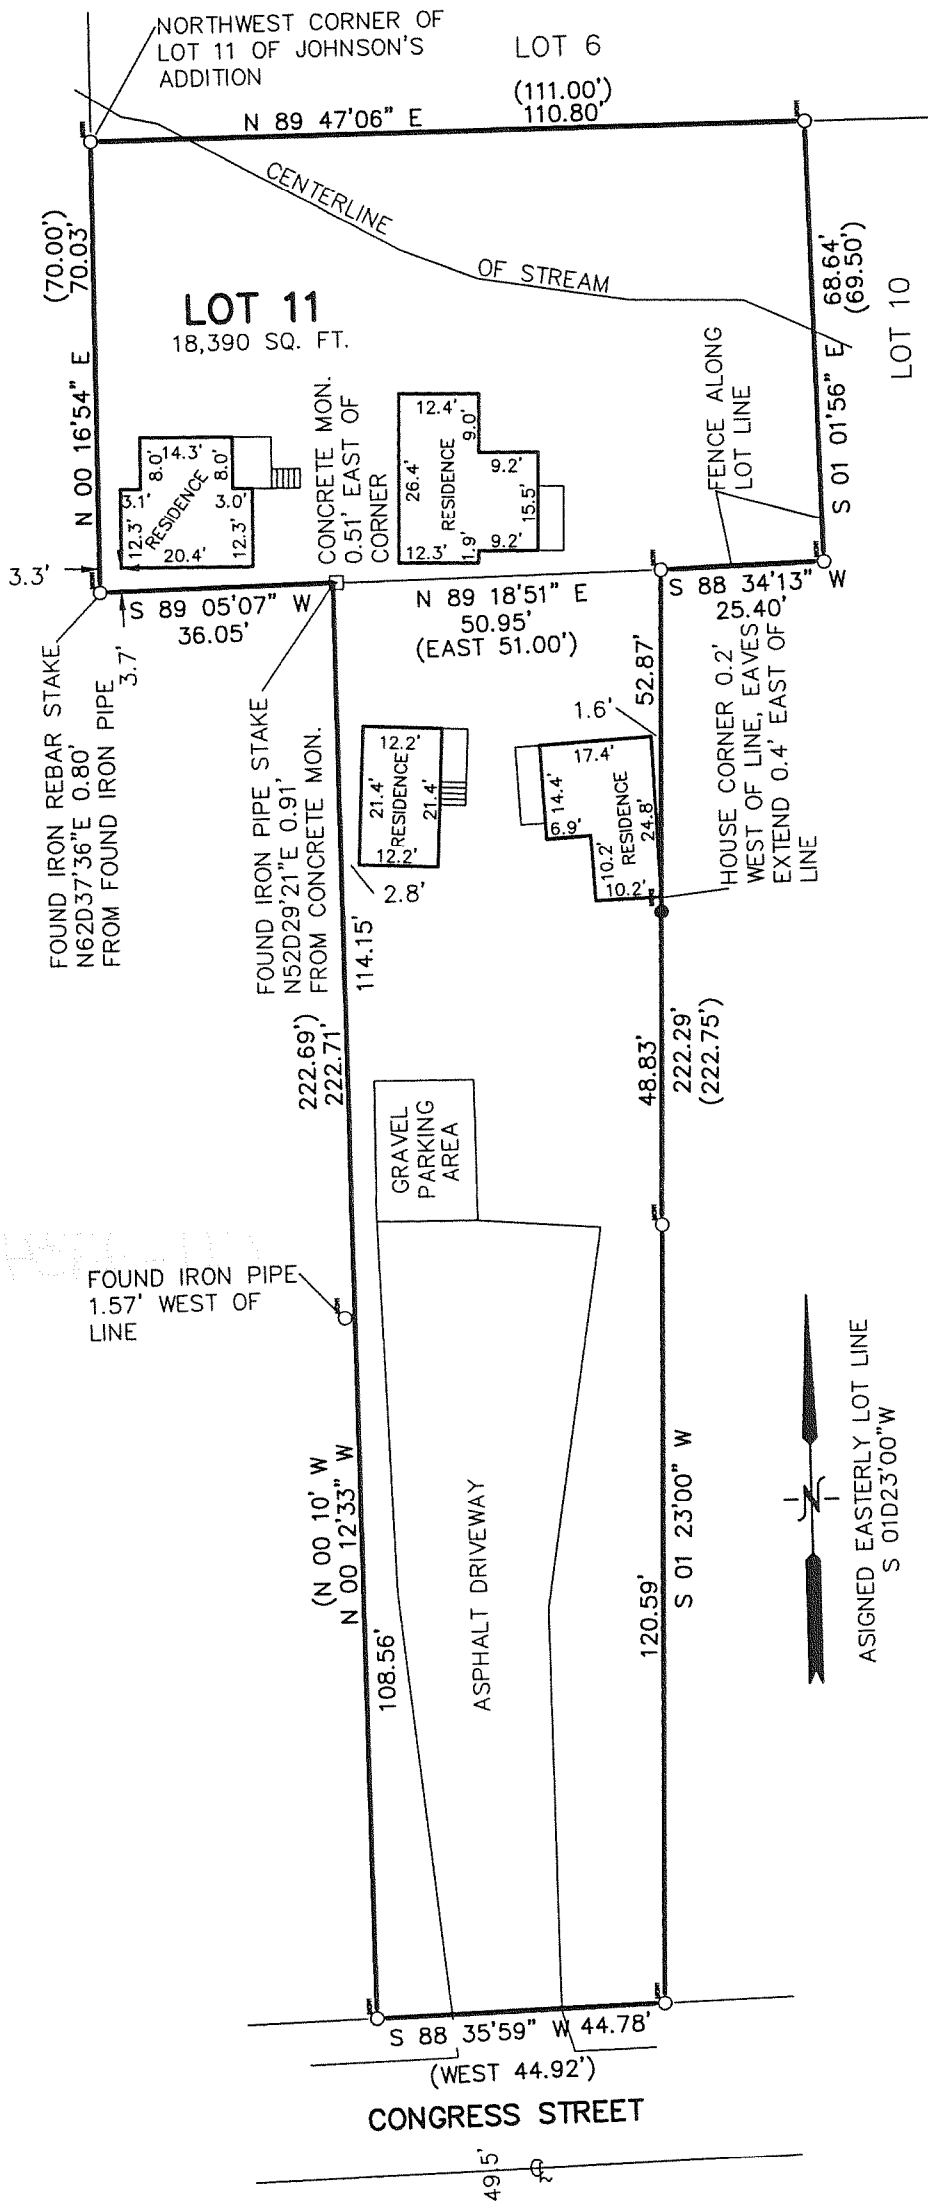 NORTHWEST CORNER OF
LOT 11 OF JOHNSON'S
ADDITION
LOT 6
(111.00')
110.80'
N 89 47'06" E
CENTERLINE
OF STREAM
(70.00')
70.03'
N 00 16'54" E
LOT 11
18,390 SQ. FT.
68.64'
(69.50')
S 01 01'56" E
LOT 10
FENCE ALONG
LOT LINE
CONCRETE MON.
0.51' EAST OF
CORNER
14.3'
8.0'
8.0'
3.1'
3.0'
RESIDENCE
12.3'
12.3'
20.4'
12.4'
9.0'
26.4'
RESIDENCE
9.2'
15.5'
12.3'
1.9'
9.2'
3.3'
S 89 05'07" W
36.05'
3.7'
N 89 18'51" E
50.95'
(EAST 51.00')
S 88 34'13" W
25.40'
FOUND IRON REBAR STAKE
N62D37'36"E 0.80'
FROM FOUND IRON PIPE
FOUND IRON PIPE STAKE
N52D29'21"E 0.91'
FROM CONCRETE MON.
52.87'
1.6'
HOUSE CORNER 0.2'
WEST OF LINE, EAVES
EXTEND 0.4' EAST OF
LINE
12.2'
21.4'
RESIDENCE
21.4'
12.2'
2.8'
17.4'
14.4'
6.9'
RESIDENCE
24.8'
10.2'
10.2'
114.15'
222.69')
222.71'
48.83'
222.29'
(222.75')
GRAVEL
PARKING
AREA
FOUND IRON PIPE
1.57' WEST OF
LINE
(N 00 10' W
N 00 12'33" W
108.56'
ASPHALT DRIVEWAY
120.59'
S 01 23'00" W
N
ASIGNED EASTERLY LOT LINE
S 01D23'00"W
S 88 35'59" W 44.78'
(WEST 44.92')
CONGRESS STREET
49.5'